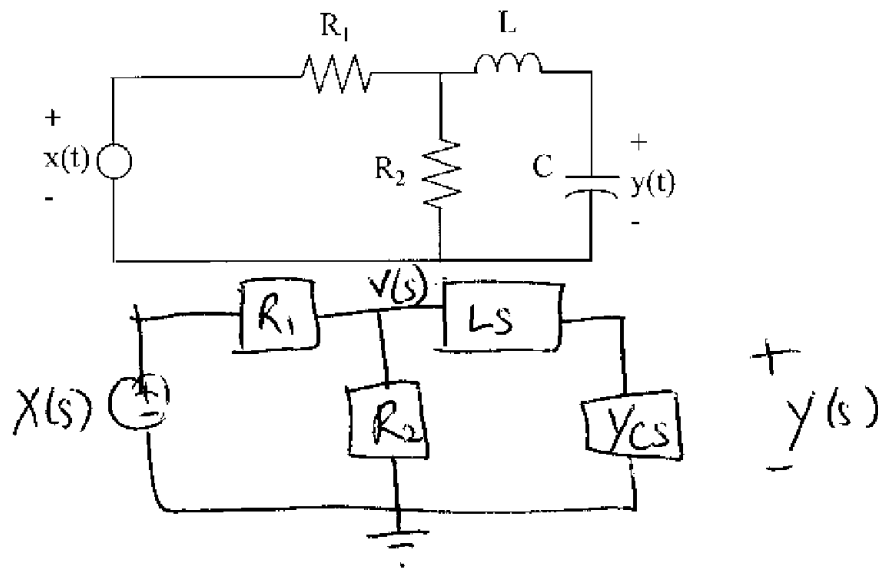 R₁ L
+
x(t)
-
R₂ C
+
y(t)
-
V(s)
R₁ LS
X(s) + -
R₂
1/CS
+
Y(s)
-